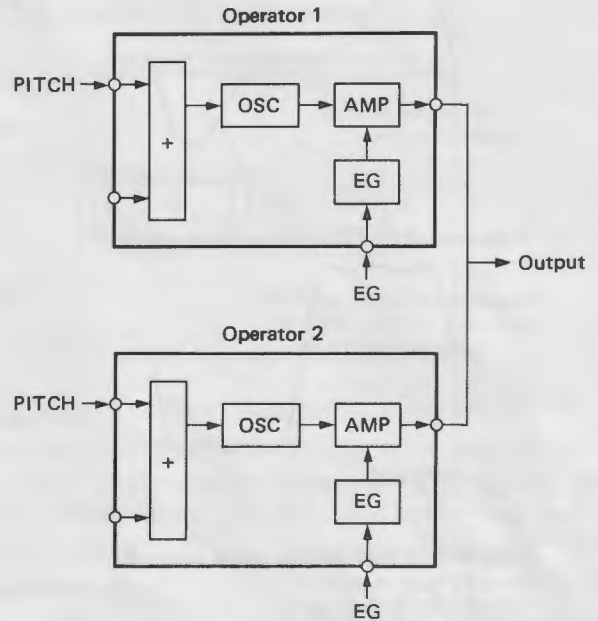 Operator 1
PITCH
OSC
AMP
+
EG
EG
Output
Operator 2
PITCH
OSC
AMP
+
EG
EG